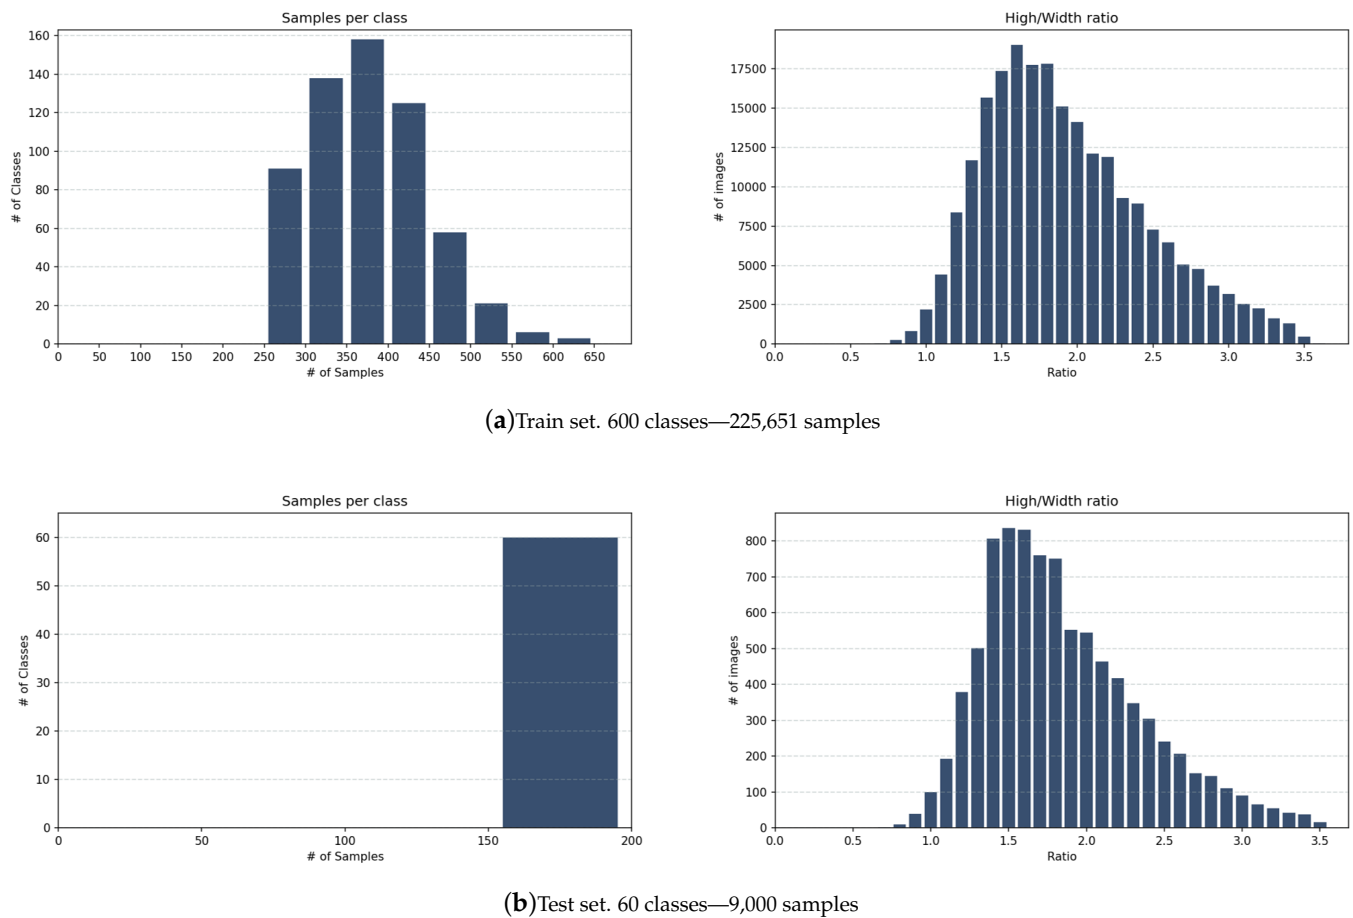 Samples per class
High/Width ratio
160
140
120
100
80
60
40
20
0
# of Classes
0 50 100 150 200 250 300 350 400 450 500 550 600 650
# of Samples
17500
15000
12500
10000
7500
5000
2500
0
# of images
0.0 0.5 1.0 1.5 2.0 2.5 3.0 3.5
Ratio
(a)Train set. 600 classes—225,651 samples
Samples per class
High/Width ratio
60
50
40
30
20
10
0
# of Classes
0 50 100 150 200
# of Samples
800
700
600
500
400
300
200
100
0
# of images
0.0 0.5 1.0 1.5 2.0 2.5 3.0 3.5
Ratio
(b)Test set. 60 classes—9,000 samples